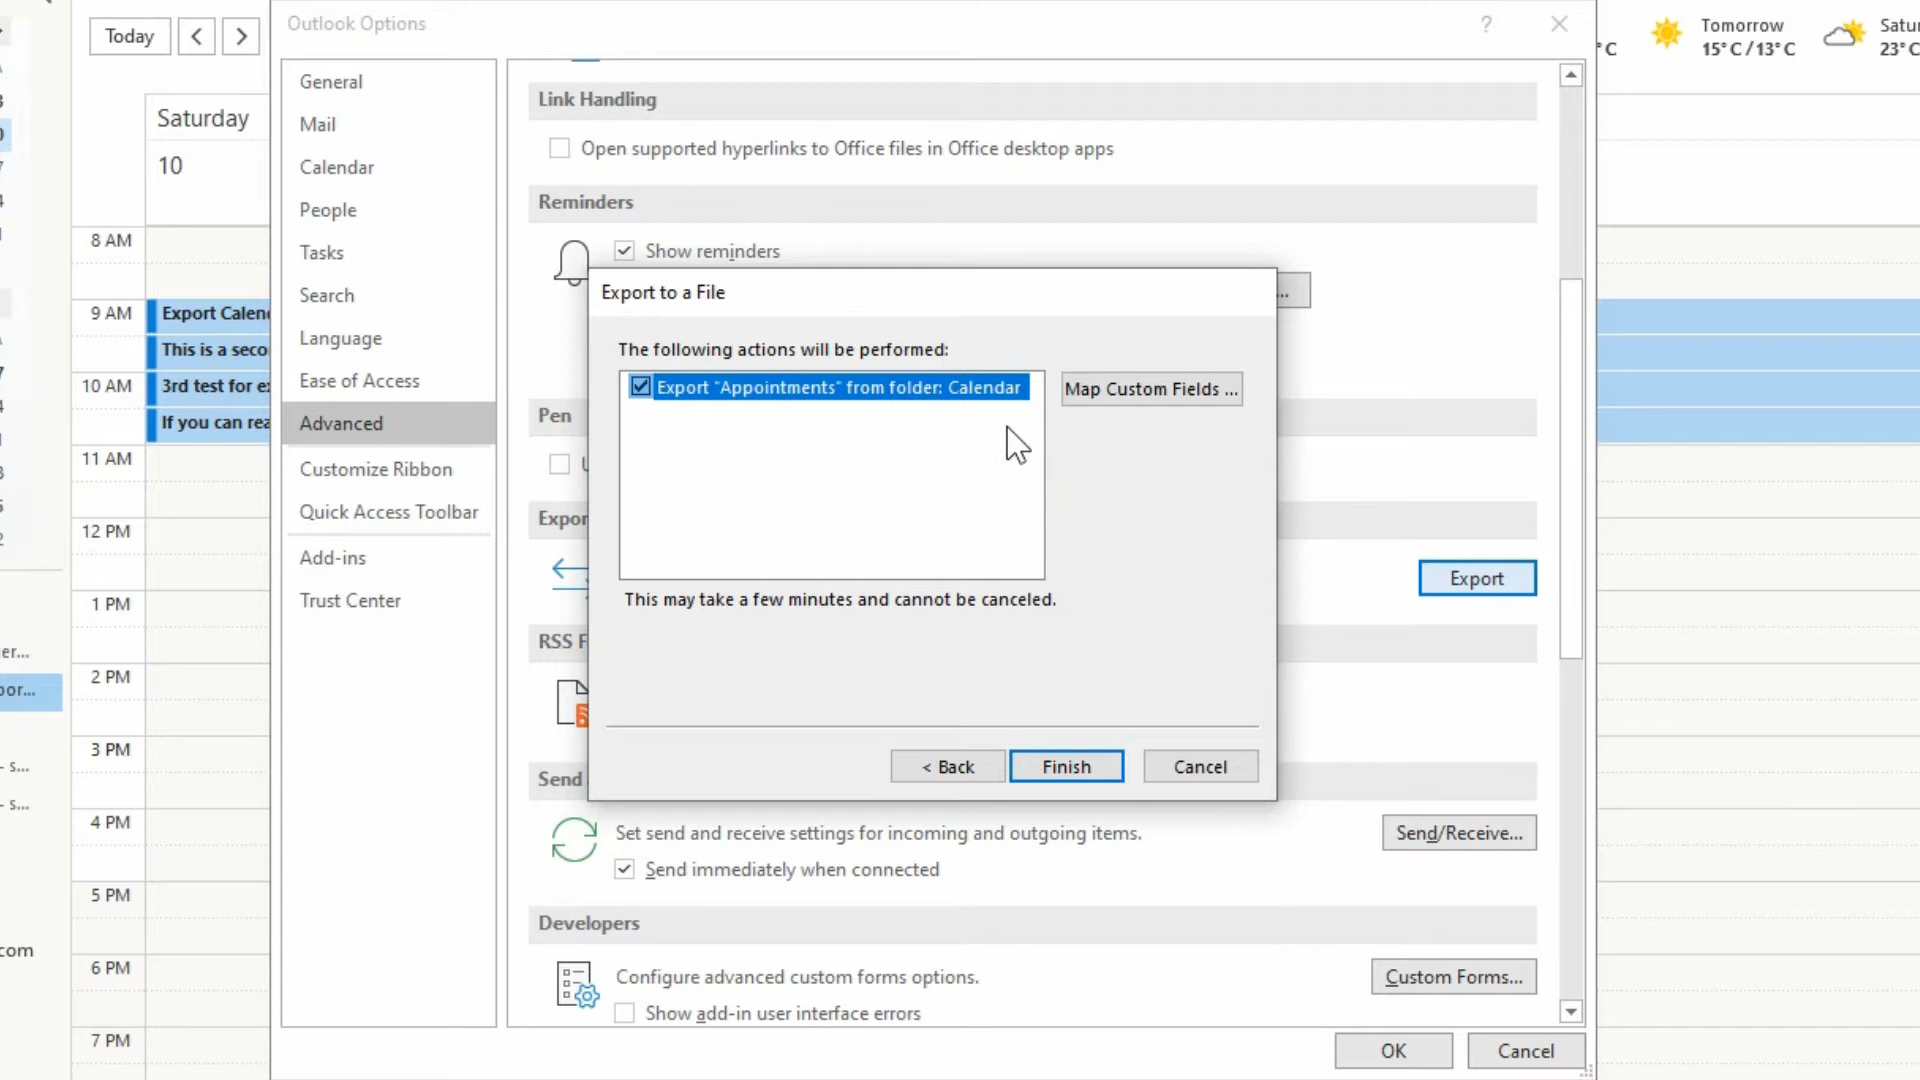 Today
Outlook Options
Tomorrow
15°C/13°C
Satu
23°C
°C
Saturday
10
8 AM
9 AM
10 AM
11 AM
12 PM
1 PM
2 PM
3 PM
4 PM
5 PM
6 PM
7 PM
Export Calen
This is a seco
3rd test for e
If you can rea
er...
oor...
- s...
- s...
com
General
Mail
Calendar
People
Tasks
Search
Language
Ease of Access
Advanced
Customize Ribbon
Quick Access Toolbar
Add-ins
Trust Center
Link Handling
Open supported hyperlinks to Office files in Office desktop apps
Reminders
Show reminders
...
Pen
Expor
Export
RSS F
Send
Export to a File
The following actions will be performed:
Export "Appointments" from folder: Calendar
Map Custom Fields ...
This may take a few minutes and cannot be canceled.
< Back
Finish
Cancel
Set send and receive settings for incoming and outgoing items.
Send/Receive...
Send immediately when connected
Developers
Configure advanced custom forms options.
Custom Forms...
Show add-in user interface errors
OK
Cancel